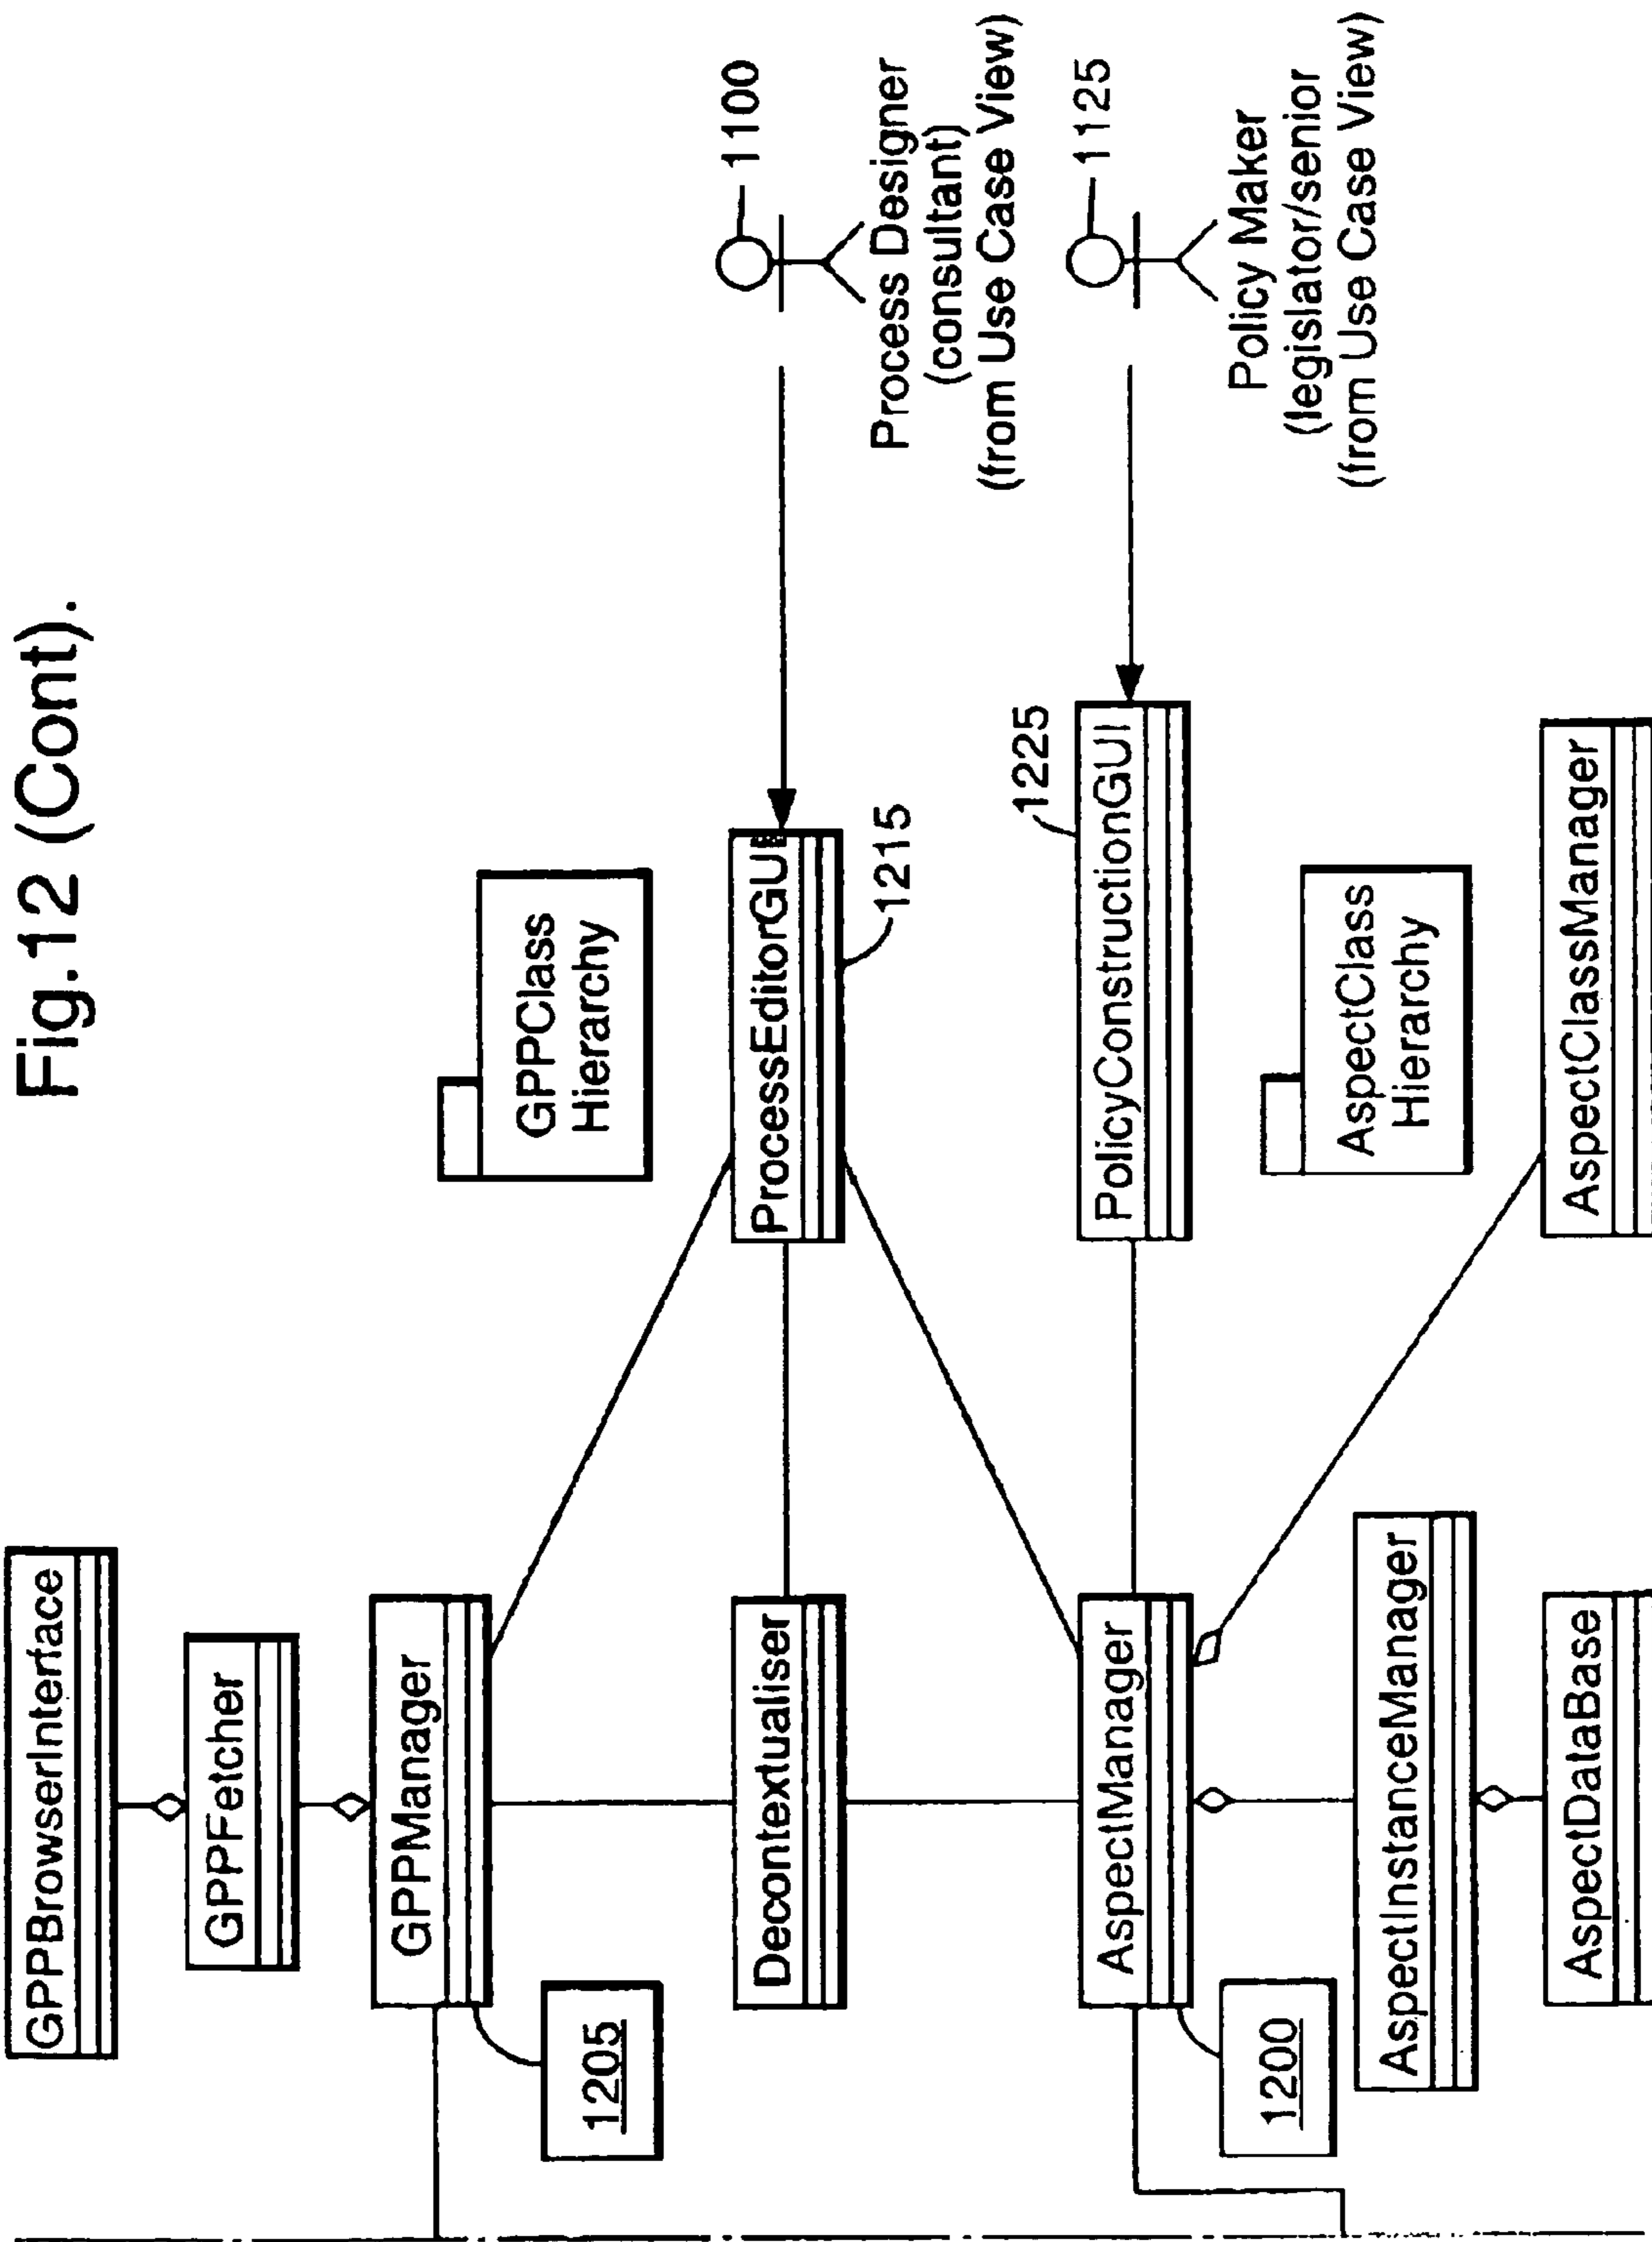 Fig.12 (Cont).
GPPBrowserInterface
GPPFetcher
GPPManager
1205
GPPClass
Hierarchy
Decontextualiser
ProcessEditorGUI
1215
1100
Process Designer
(consultant)
(from Use Case View)
AspectManager
1200
PolicyConstructionGUI
1225
1125
Policy Maker
(legislator/senior
(from Use Case View)
AspectClass
Hierarchy
AspectInstanceManager
AspectDataBase
AspectClassManager